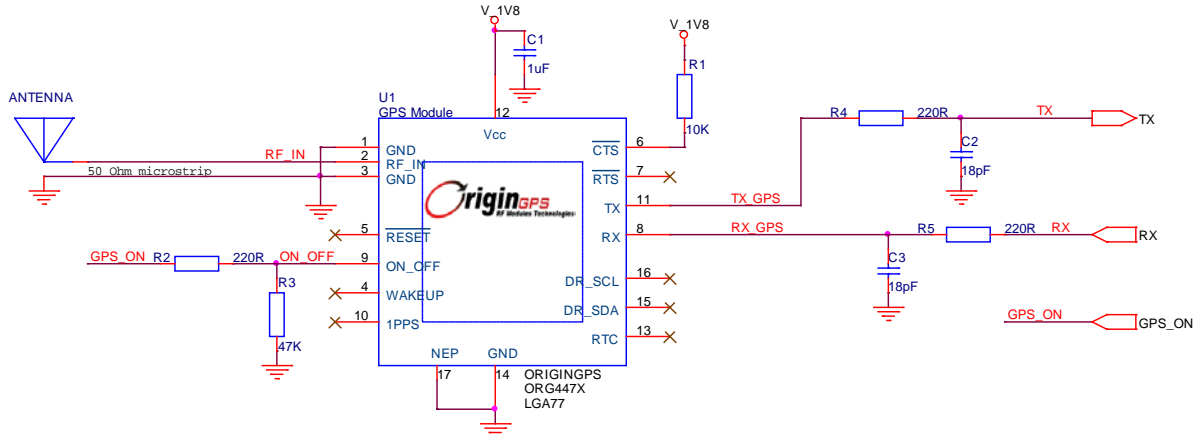 V_1V8
C1
1uF
V_1V8
R1
10K
ANTENNA
U1
GPS Module
12
Vcc
1
GND
RF_IN
2
RF_IN
50 Ohm microstrip
3
GND
6
CTS
7
RTS
11
TX
TX_GPS
R4
220R
TX
TX
C2
18pF
OriginGPS
RF Modules Technologies
5
RESET
8
RX
RX_GPS
R5
220R
RX
RX
C3
18pF
GPS_ON
R2
220R
ON_OFF
9
ON_OFF
R3
47K
4
WAKEUP
10
1PPS
16
DR_SCL
15
DR_SDA
13
RTC
GPS_ON
GPS_ON
NEP
17
GND
14
ORIGINGPS
ORG447X
LGA77